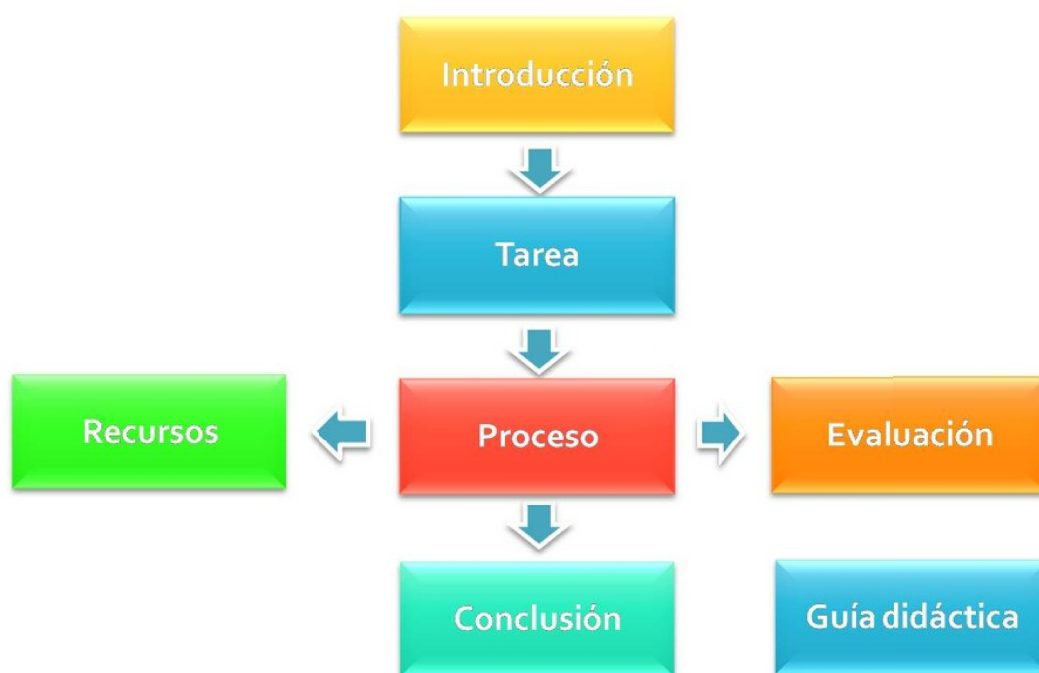 Introducción
Tarea
Recursos
Proceso
Evaluación
Conclusión
Guía didáctica